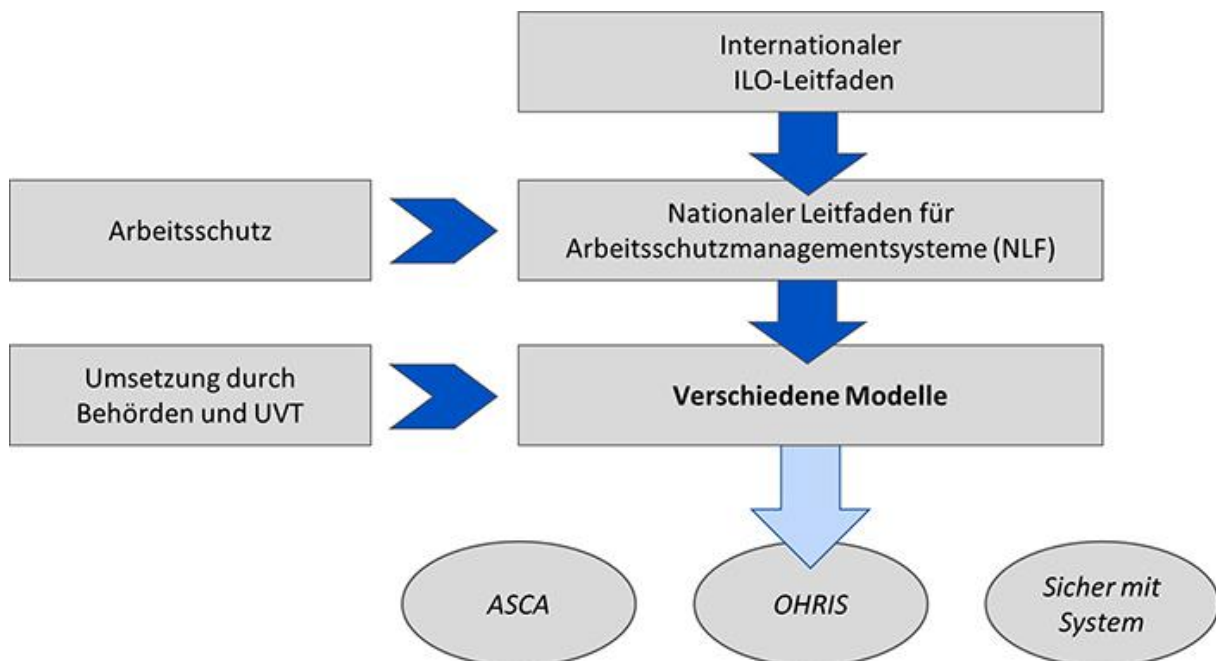 Internationaler
ILO-Leitfaden
Arbeitsschutz
Nationaler Leitfaden für
Arbeitsschutzmanagementsysteme (NLF)
Umsetzung durch
Behörden und UVT
Verschiedene Modelle
ASCA
OHRIS
Sicher mit
System